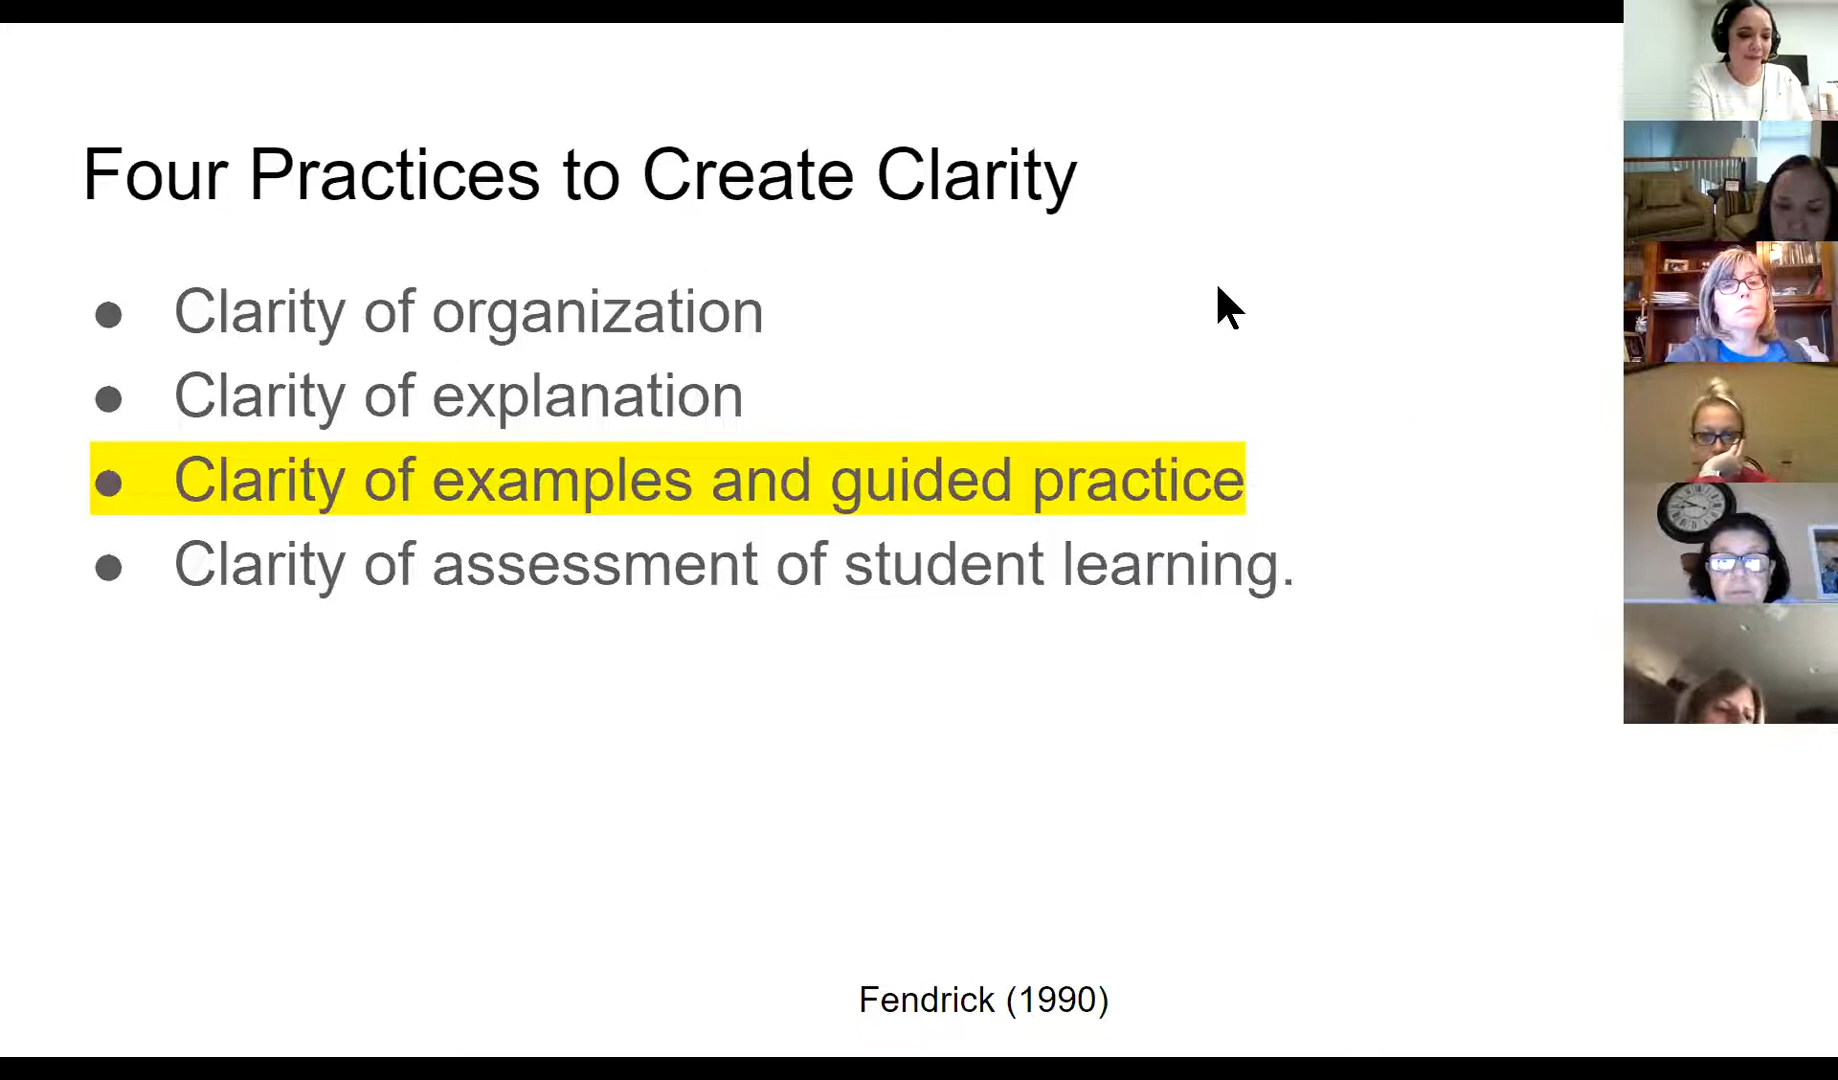 Four Practices to Create Clarity
● Clarity of organization
● Clarity of explanation
● Clarity of examples and guided practice
● Clarity of assessment of student learning.
Fendrick (1990)